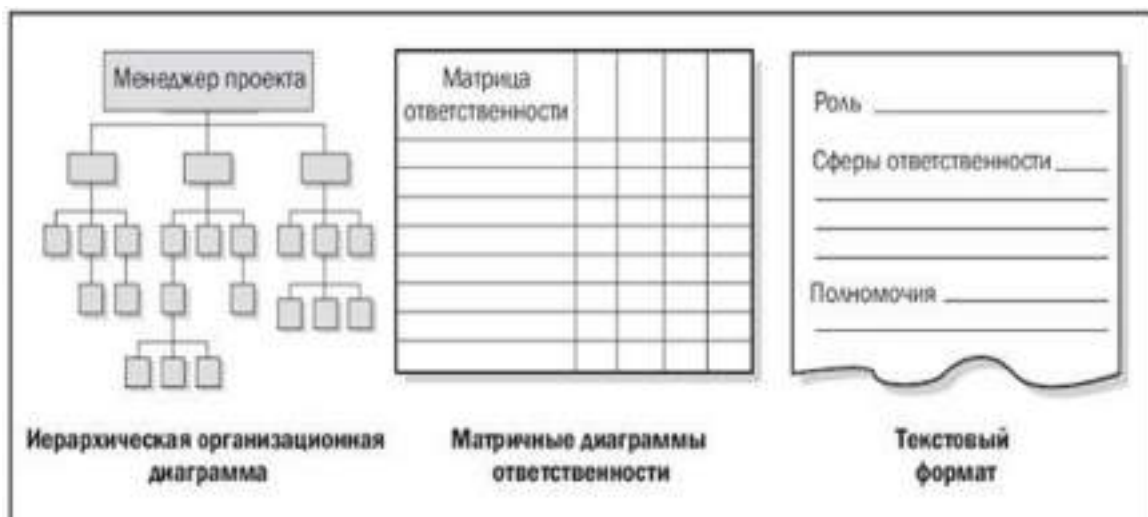 Менеджер проекта
Матрица
ответственности
Роль
Сферы ответственности
Полномочия
Иерархическая организационная
диаграмма
Матричные диаграммы
ответственности
Текстовый
формат